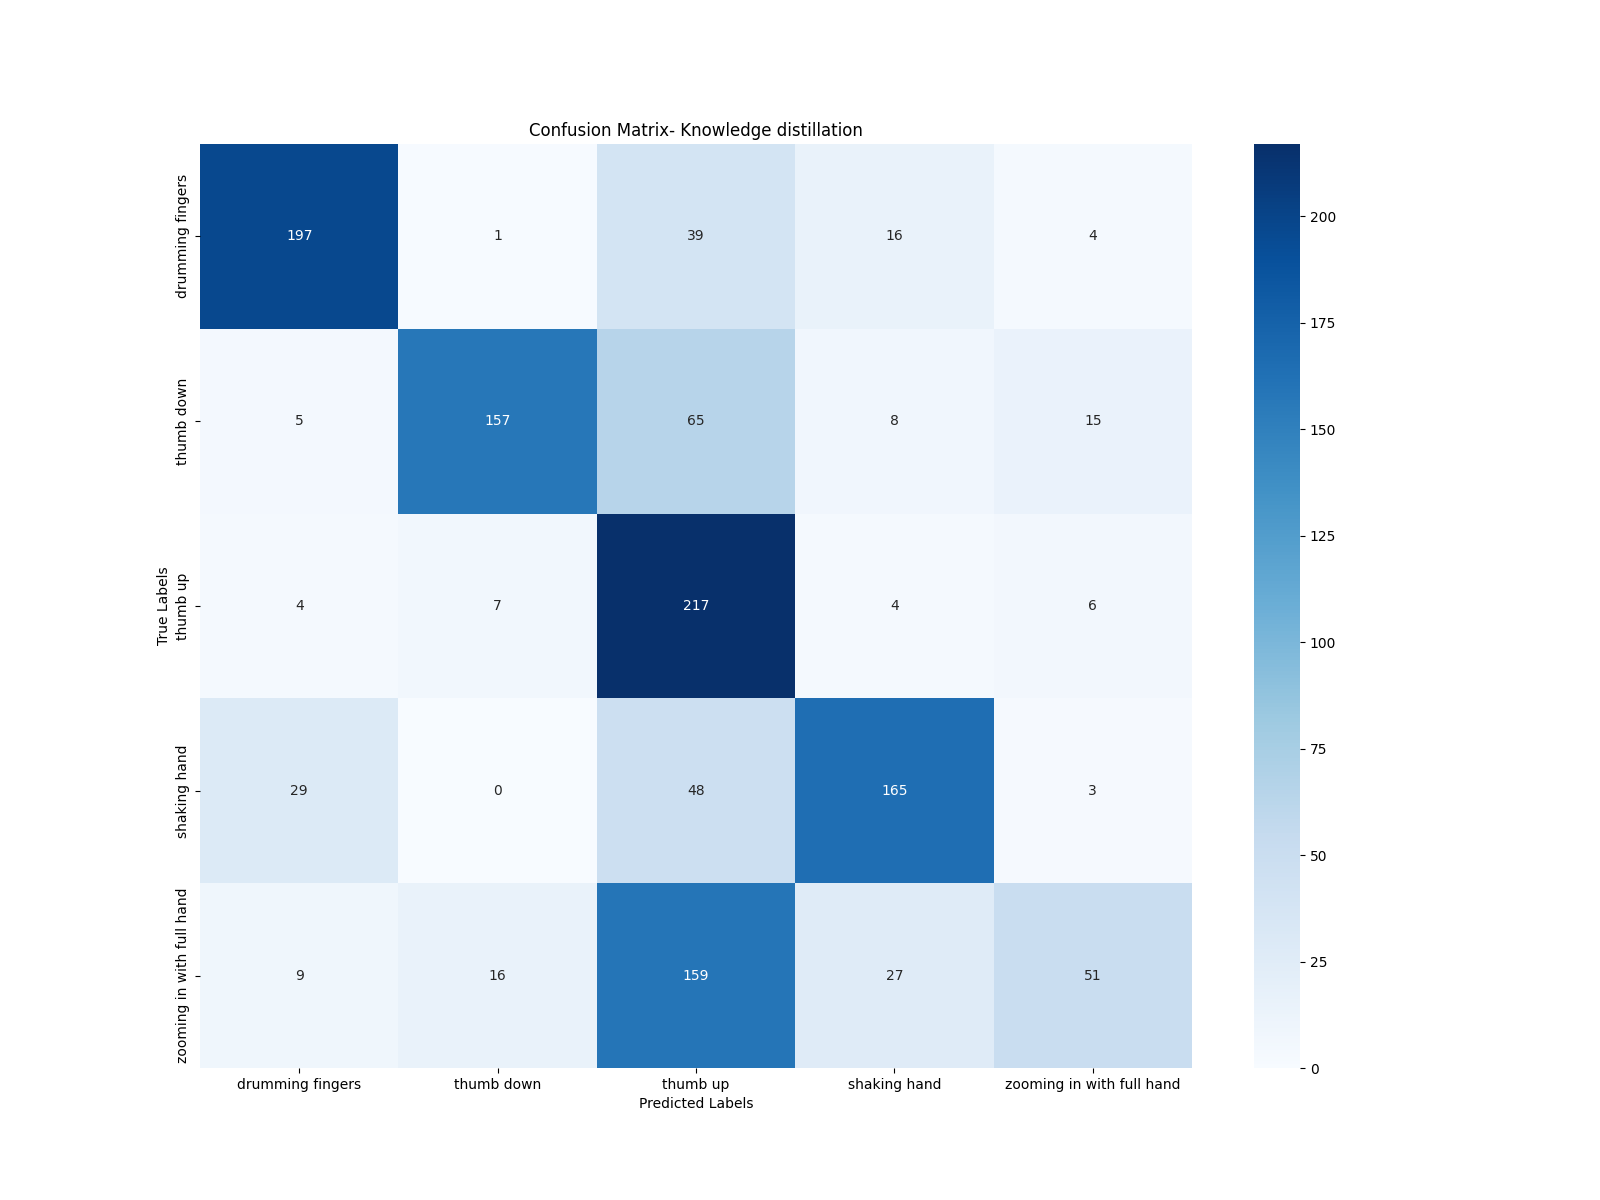 Confusion Matrix- Knowledge distillation
True Labels
drumming fingers
197 1 39 16 4
thumb down
5 157 65 8 15
thumb up
4 7 217 4 6
shaking hand
29 0 48 165 3
zooming in with full hand
9 16 159 27 51
drumming fingers thumb down thumb up shaking hand zooming in with full hand
Predicted Labels
200
175
150
125
100
75
50
25
0